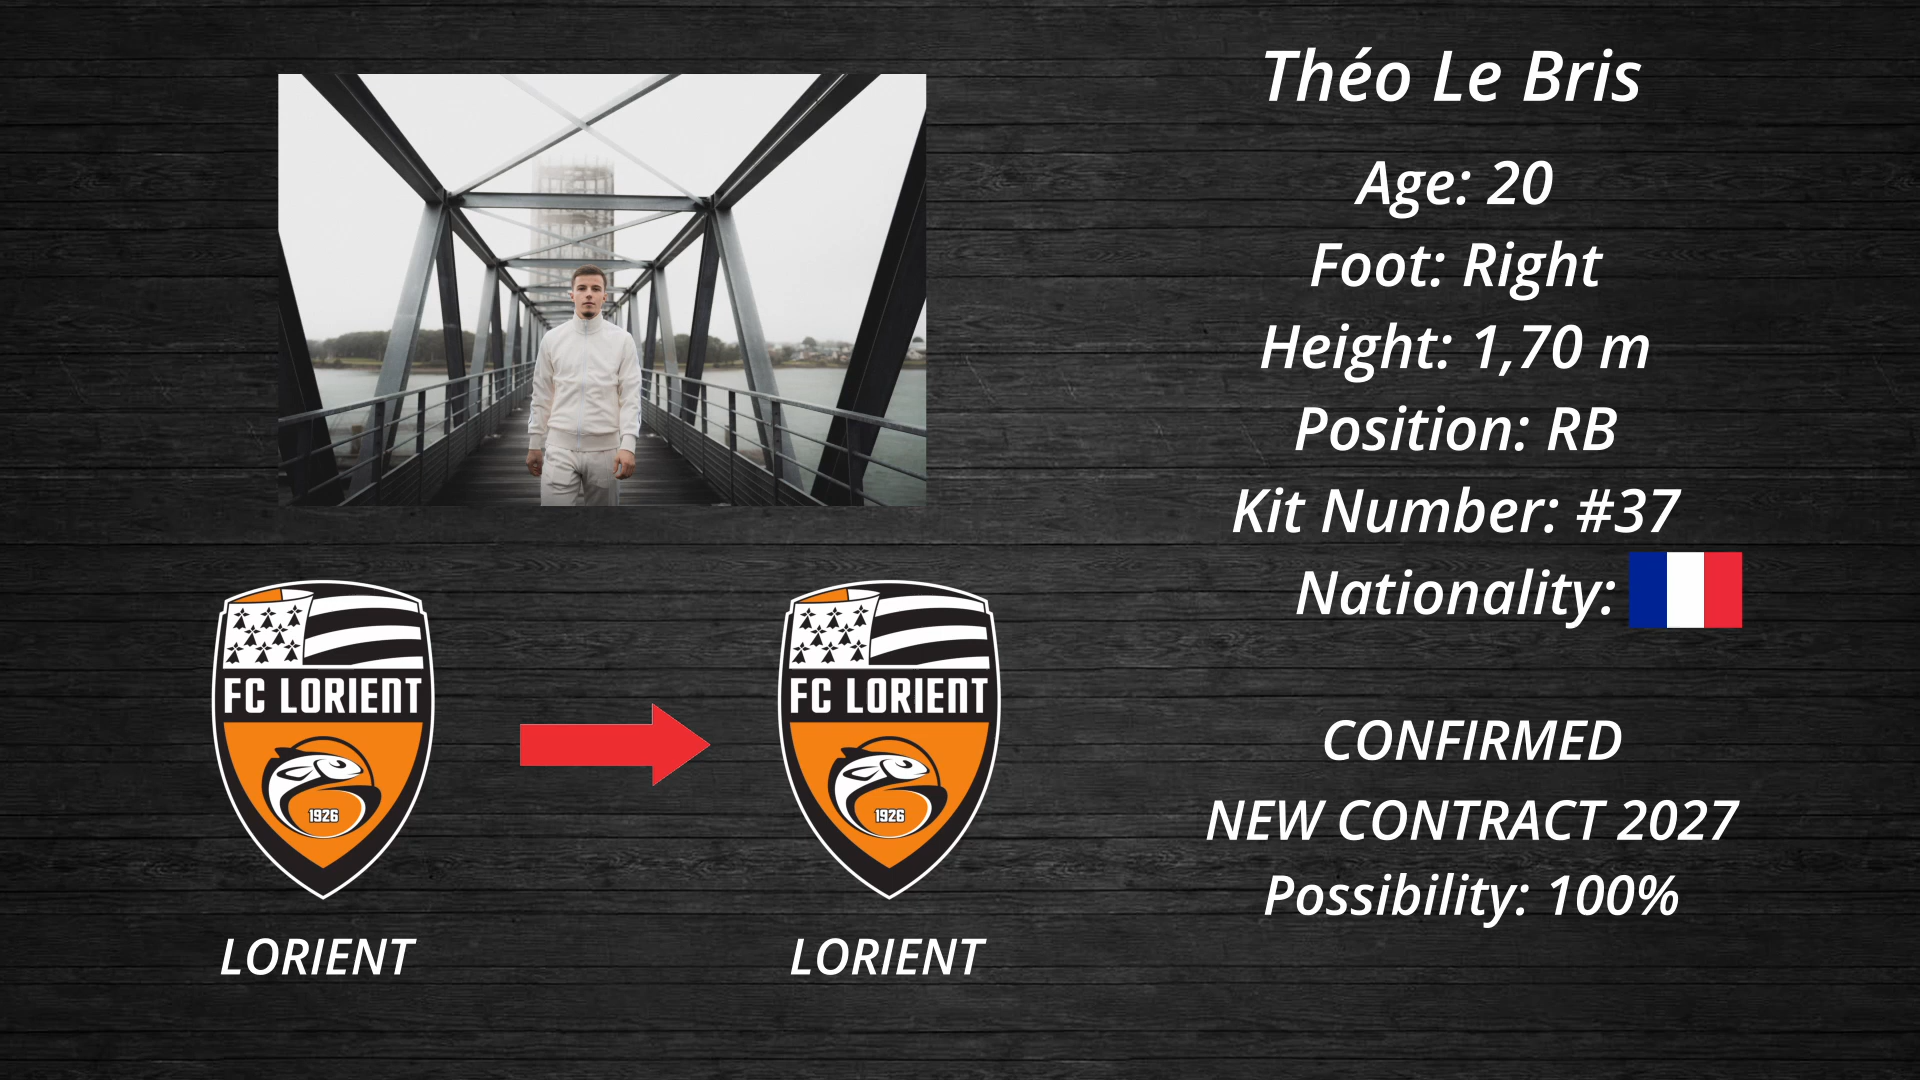 Théo Le Bris
Age: 20
Foot: Right
Height: 1,70 m
Position: RB
Kit Number: #37
Nationality:
FC LORIENT
1926
LORIENT
FC LORIENT
1926
LORIENT
CONFIRMED
NEW CONTRACT 2027
Possibility: 100%